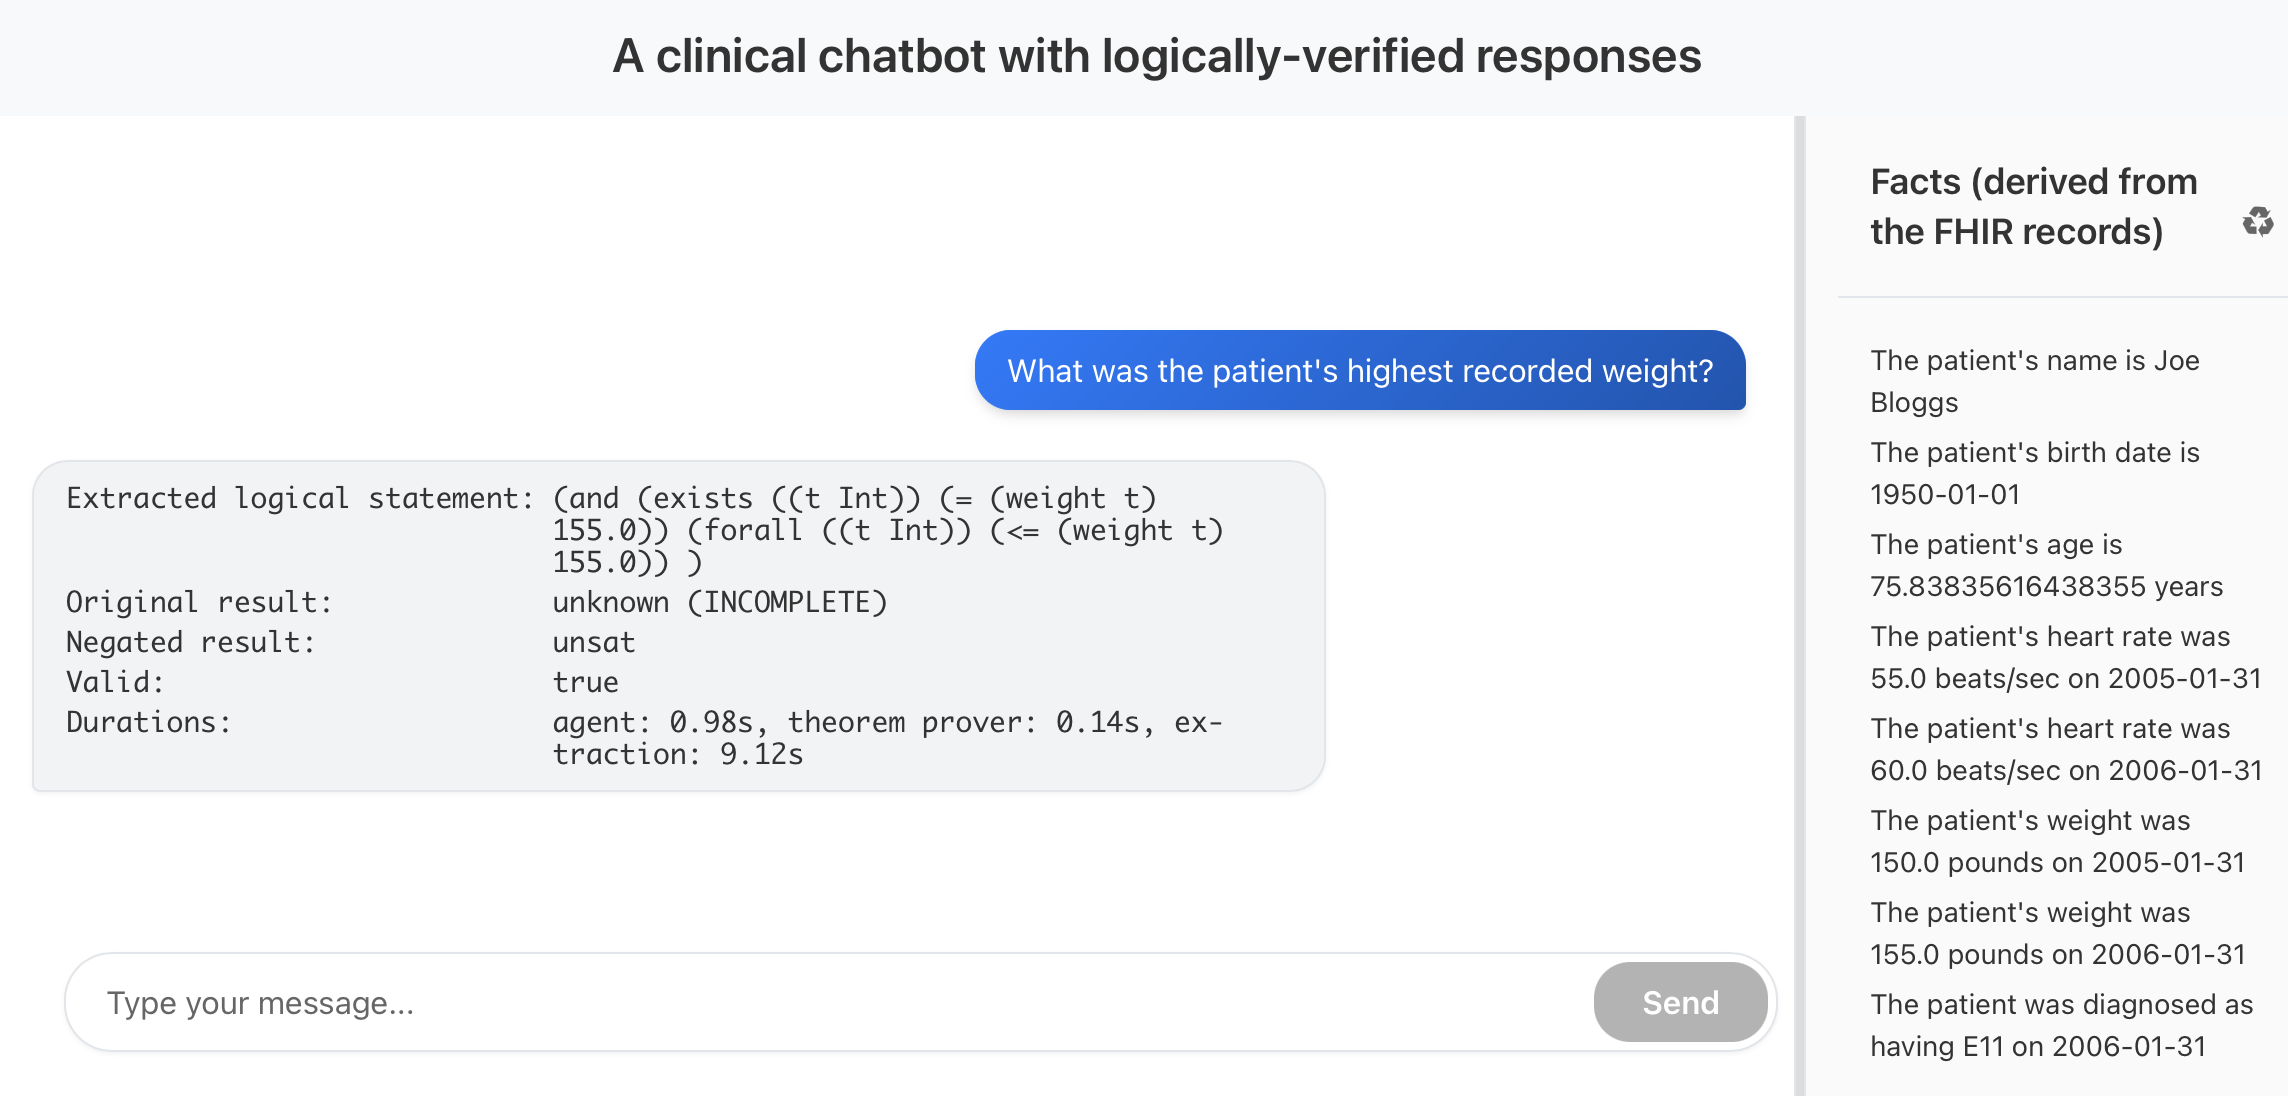 A clinical chatbot with logically-verified responses
What was the patient's highest recorded weight?
Extracted logical statement: (and (exists ((t Int)) (= (weight t)
155.0)) (forall ((t Int)) (<= (weight t)
155.0)) )
Original result: unknown (INCOMPLETE)
Negated result: unsat
Valid: true
Durations: agent: 0.98s, theorem prover: 0.14s, ex-
traction: 9.12s
Type your message...
Send
Facts (derived from
the FHIR records)
The patient's name is Joe
Bloggs
The patient's birth date is
1950-01-01
The patient's age is
75.83835616438355 years
The patient's heart rate was
55.0 beats/sec on 2005-01-31
The patient's heart rate was
60.0 beats/sec on 2006-01-31
The patient's weight was
150.0 pounds on 2005-01-31
The patient's weight was
155.0 pounds on 2006-01-31
The patient was diagnosed as
having E11 on 2006-01-31